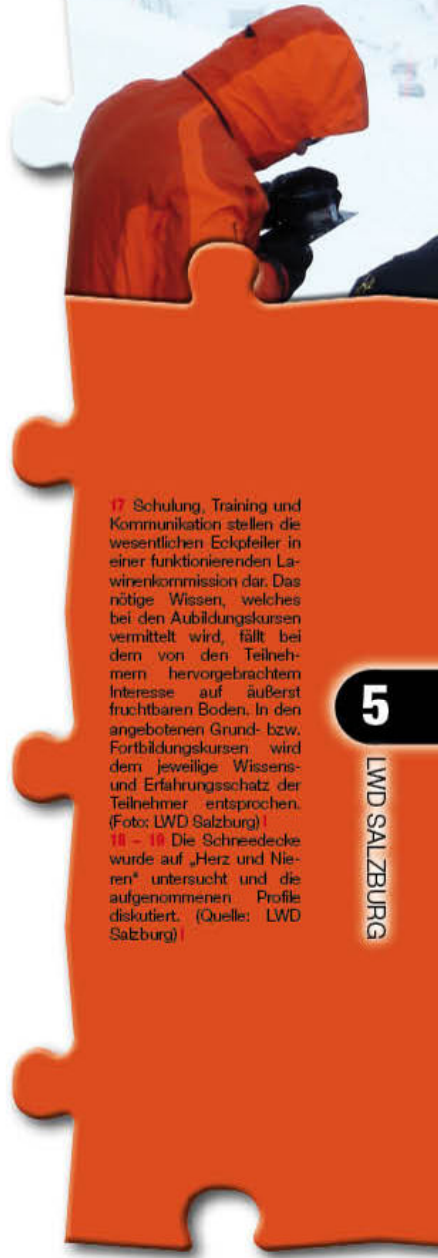 17 Schulung, Training und
Kommunikation stellen die
wesentlichen Eckpfeiler in
einer funktionierenden La-
winenkommission dar. Das
nötige Wissen, welches
bei den Aubildungskursen
vermittelt wird, fällt bei
dem von den Teilneh-
mern hervorgebrachtem
Interesse auf äußerst
fruchtbaren Boden. In den
angebotenen Grund- bzw.
Fortbildungskursen wird
dem jeweilige Wissens-
und Erfahrungsschatz der
Teilnehmer entsprochen.
(Foto: LWD Salzburg) |
18 – 19 Die Schneedecke
wurde auf „Herz und Nie-
ren“ untersucht und die
aufgenommenen Profile
diskutiert. (Quelle: LWD
Salzburg) |
5
LWD SALZBURG